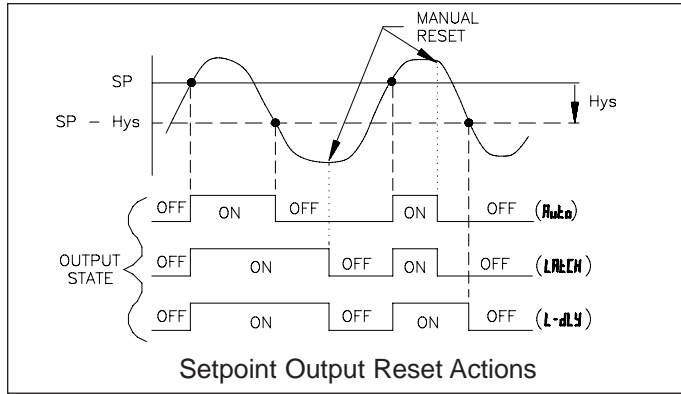 MANUAL
RESET
SP
SP - Hys
Hys
OFF ON OFF ON OFF (Auto)
OUTPUT
STATE
OFF ON OFF ON OFF (LAtCH)
OFF ON OFF ON OFF (L-dLY)
Setpoint Output Reset Actions